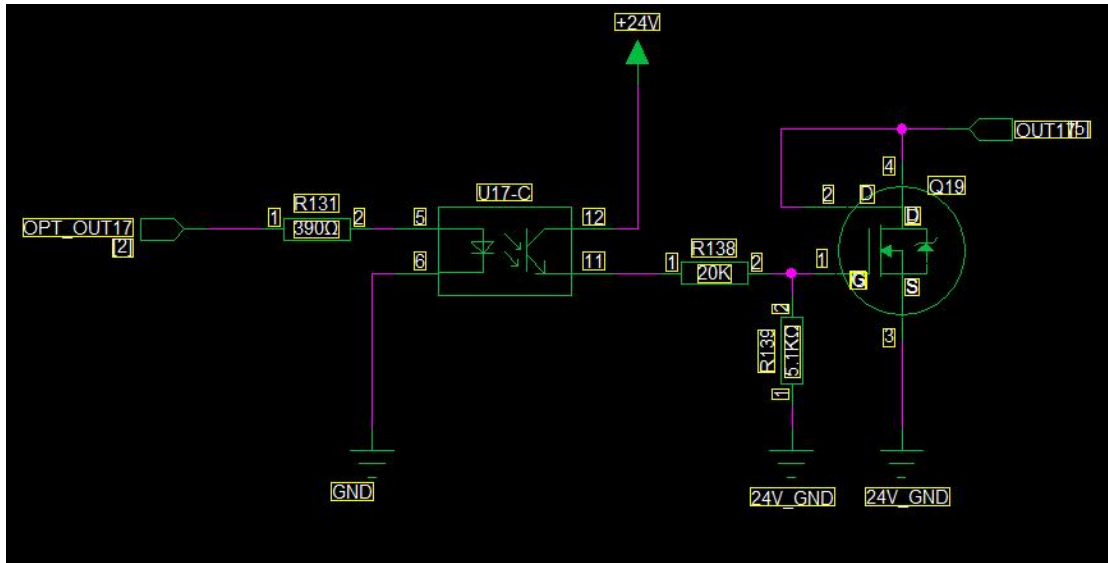 +24V
OUT17
4
U17-C
2
D
Q19
R131
D
1
2
5
12
OPT_OUT17
390Ω
[2]
R138
6
11
1
2
1
20K
G
S
2
R139
5.1KΩ
3
1
GND
24V_GND
24V_GND